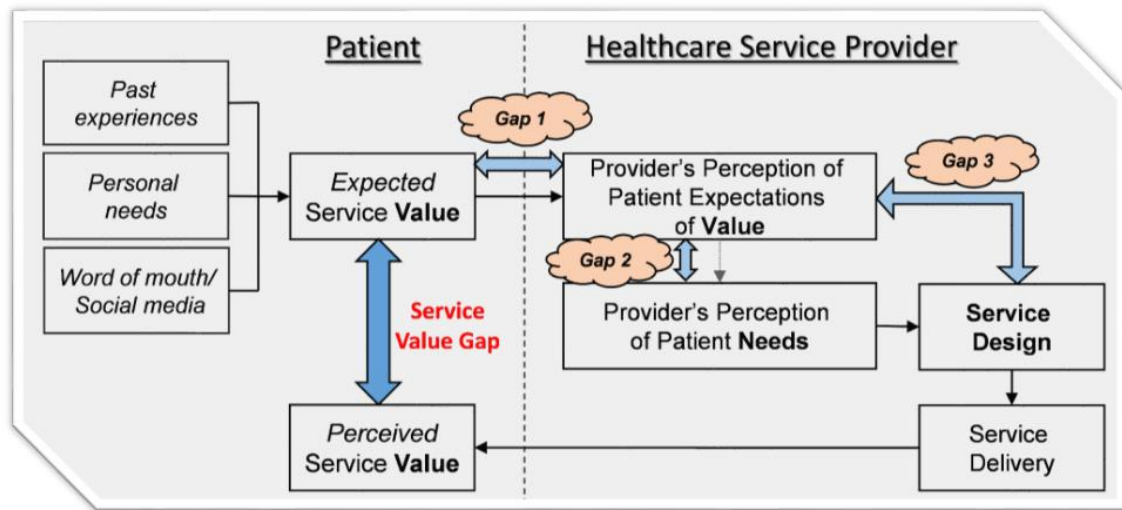 Patient
Healthcare Service Provider
Past
experiences
Personal
needs
Word of mouth/
Social media
Expected
Service Value
Gap 1
Provider's Perception of
Patient Expectations
of Value
Gap 3
Gap 2
Provider's Perception
of Patient Needs
Service
Design
Service
Value Gap
Perceived
Service Value
Service
Delivery